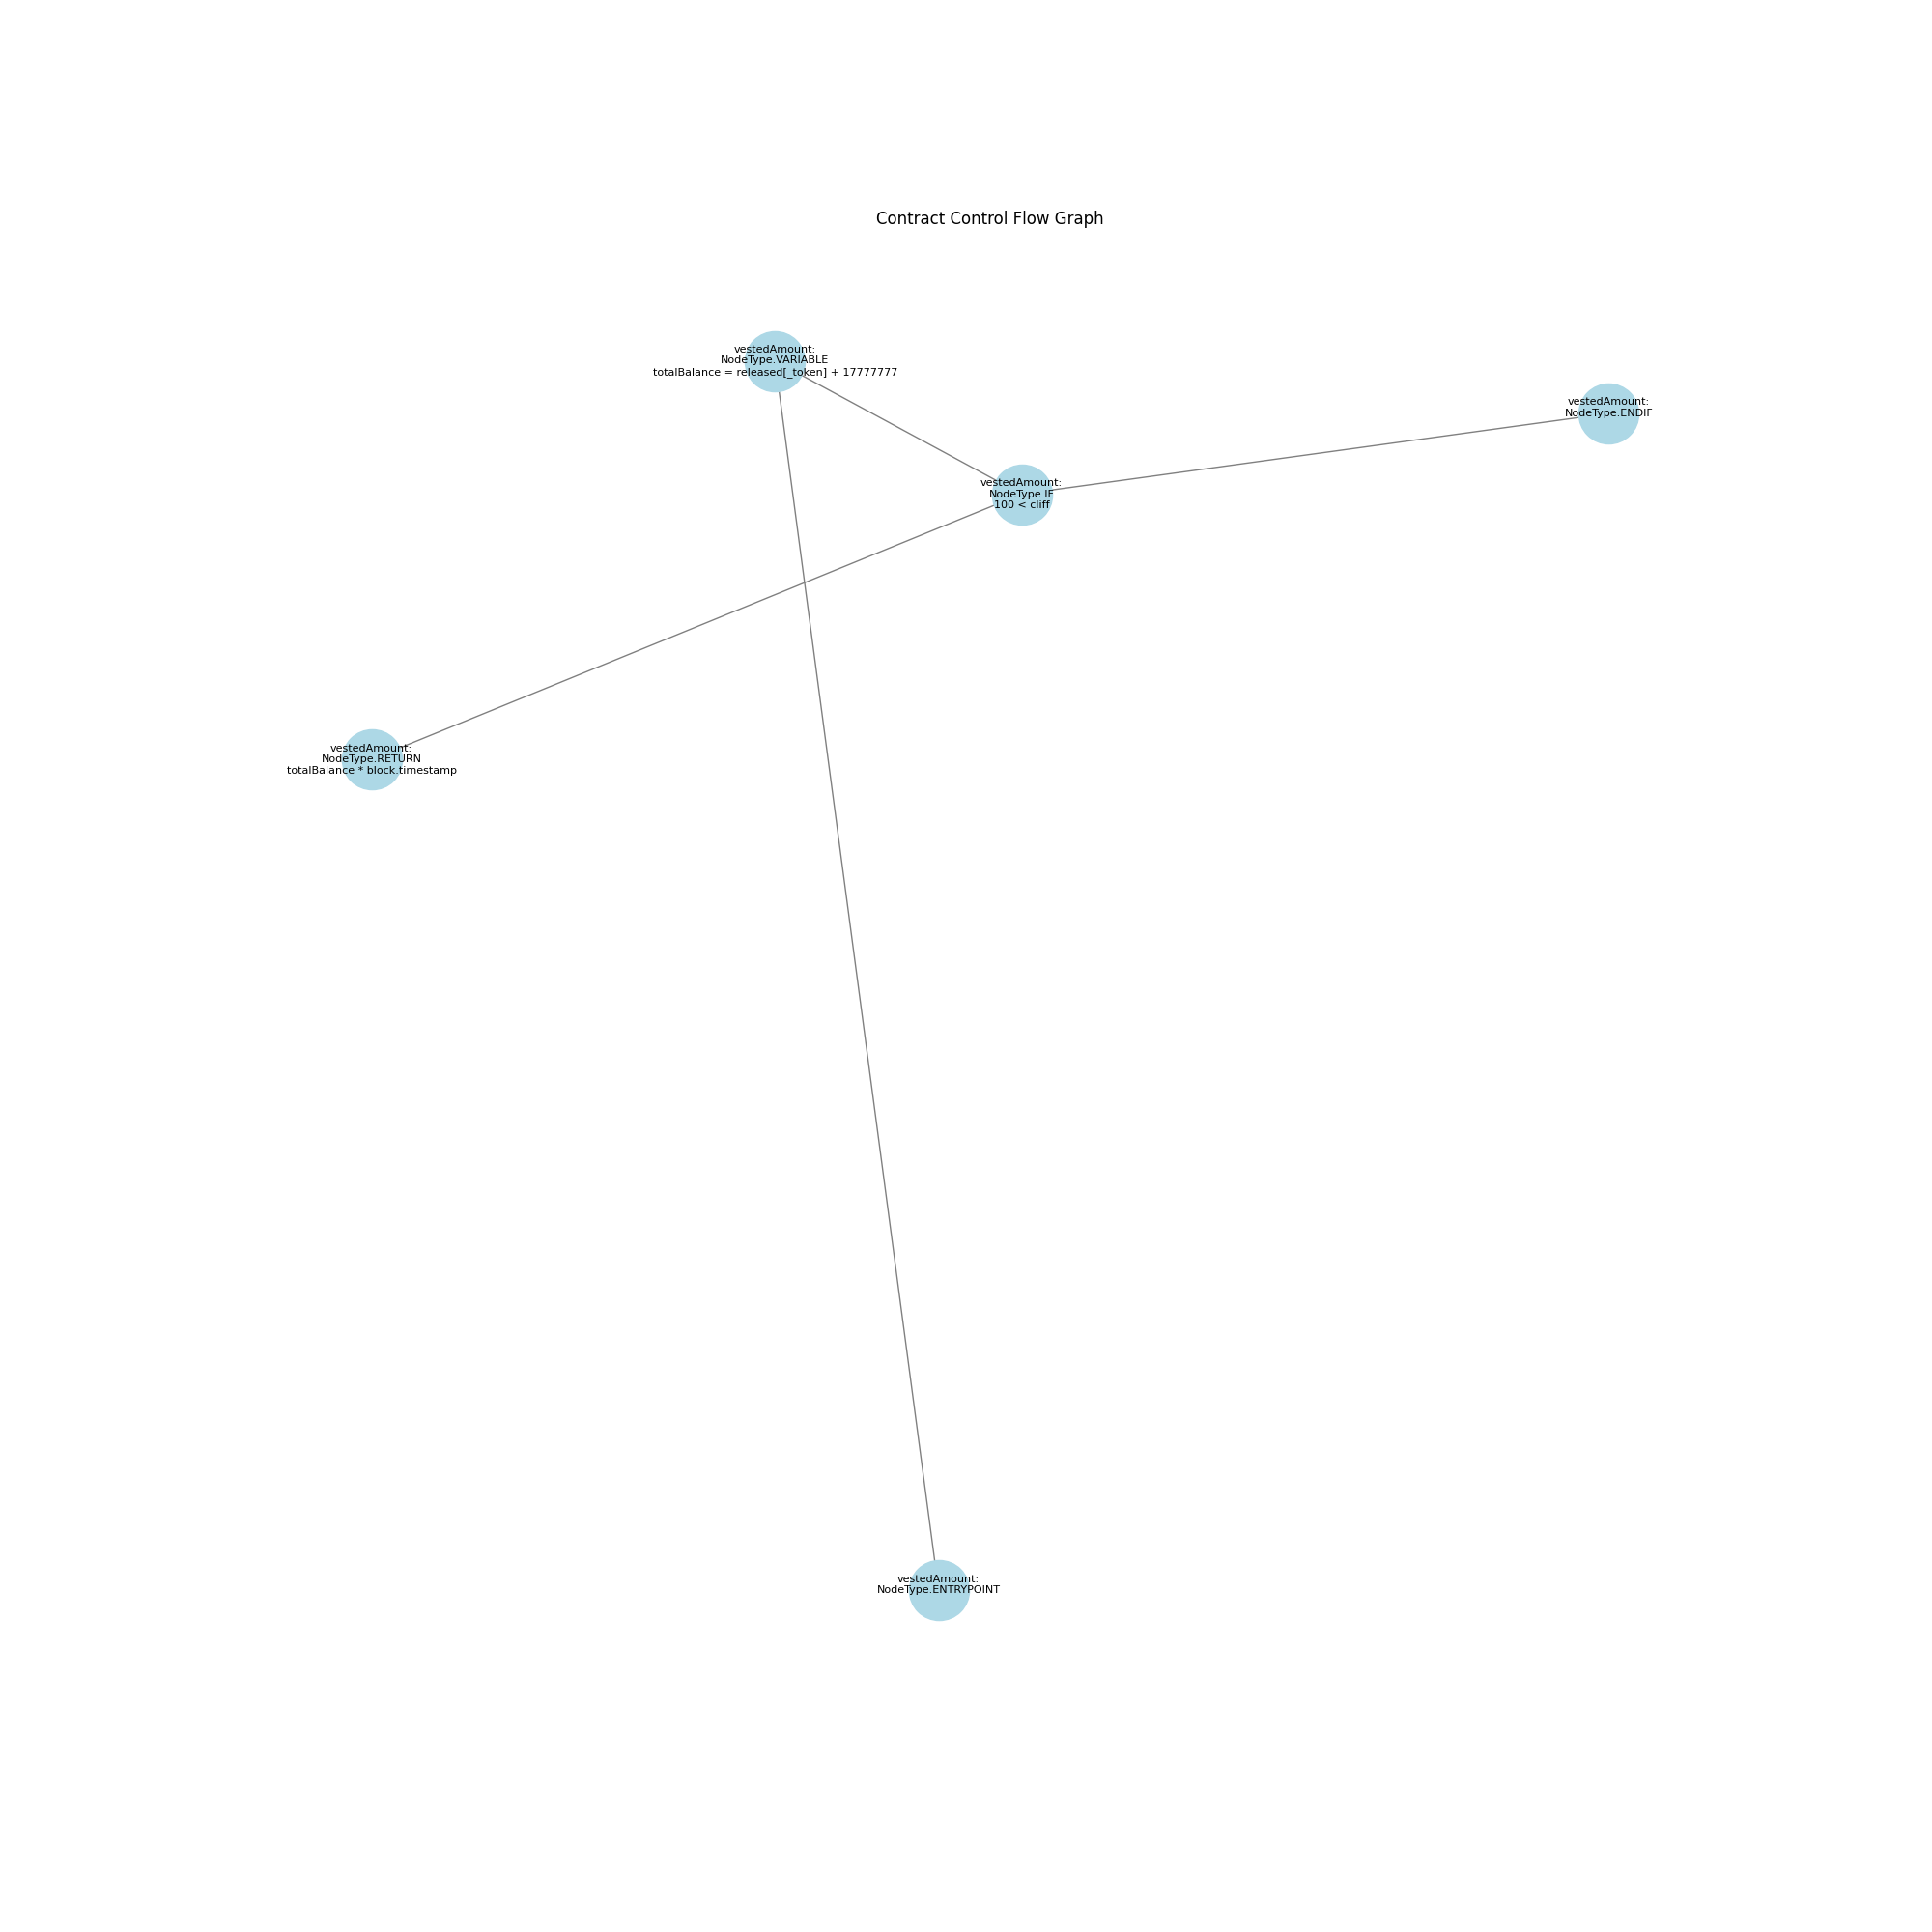 Contract Control Flow Graph
vestedAmount:
NodeType.VARIABLE
totalBalance = released[_token] + 17777777
vestedAmount:
NodeType.ENDIF
vestedAmount:
NodeType.IF
100 < cliff
vestedAmount:
NodeType.RETURN
totalBalance * block.timestamp
vestedAmount:
NodeType.ENTRYPOINT